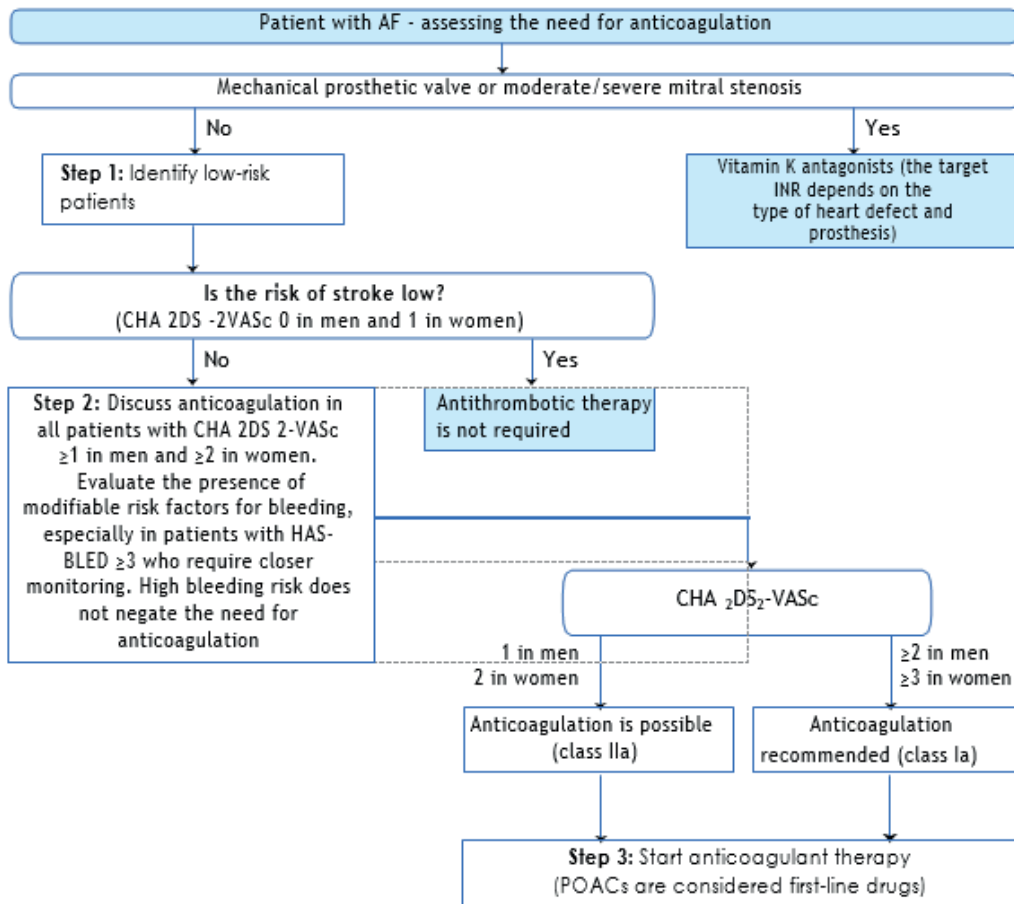 Patient with AF - assessing the need for anticoagulation
Mechanical prosthetic valve or moderate/severe mitral stenosis
No
Yes
Step 1: Identify low-risk
patients
Vitamin K antagonists (the target
INR depends on the
type of heart defect and
prosthesis)
Is the risk of stroke low?
(CHA 2DS -2VASc 0 in men and 1 in women)
No
Yes
Step 2: Discuss anticoagulation in
all patients with CHA 2DS 2-VASc
≥1 in men and ≥2 in women.
Evaluate the presence of
modifiable risk factors for bleeding,
especially in patients with HAS-
BLED ≥3 who require closer
monitoring. High bleeding risk does
not negate the need for
anticoagulation
Antithrombotic therapy
is not required
CHA ₂DS₂-VASc
1 in men
2 in women
≥2 in men
≥3 in women
Anticoagulation is possible
(class IIa)
Anticoagulation
recommended (class Ia)
Step 3: Start anticoagulant therapy
(POACs are considered first-line drugs)